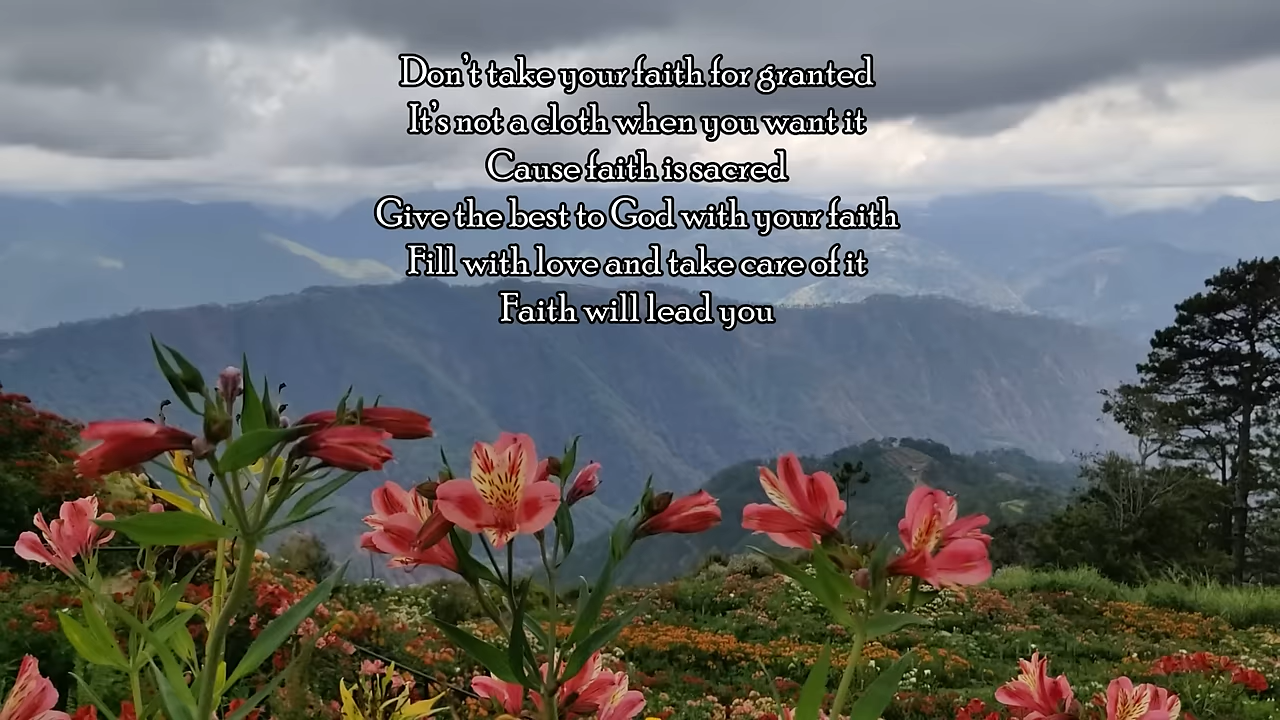 Don't take your faith for granted
It's not a cloth when you want it
Cause faith is sacred
Give the best to God with your faith
Fill with love and take care of it
Faith will lead you